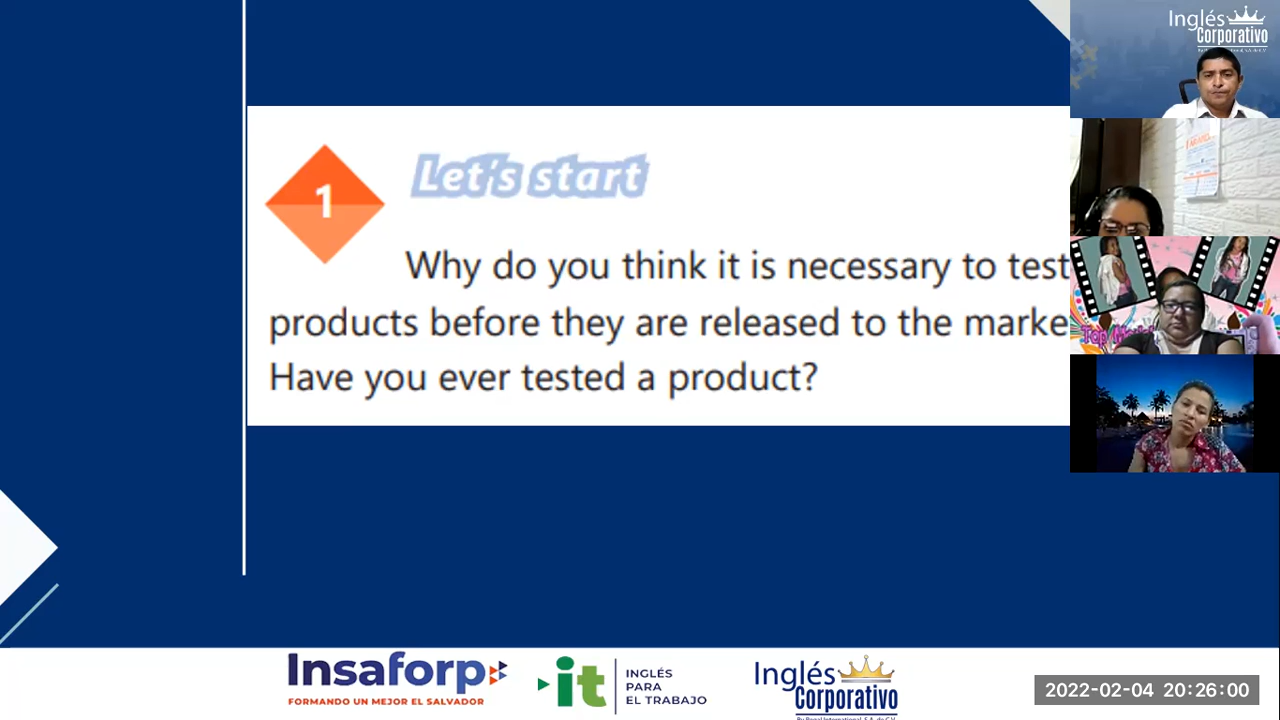 1
Let's start
Why do you think it is necessary to test
products before they are released to the marke
Have you ever tested a product?
Inglés
Corporativo
Insaforp
FORMANDO UN MEJOR EL SALVADOR
it
INGLÉS
PARA
EL TRABAJO
Inglés
Corporativo
2022-02-04 20:26:00